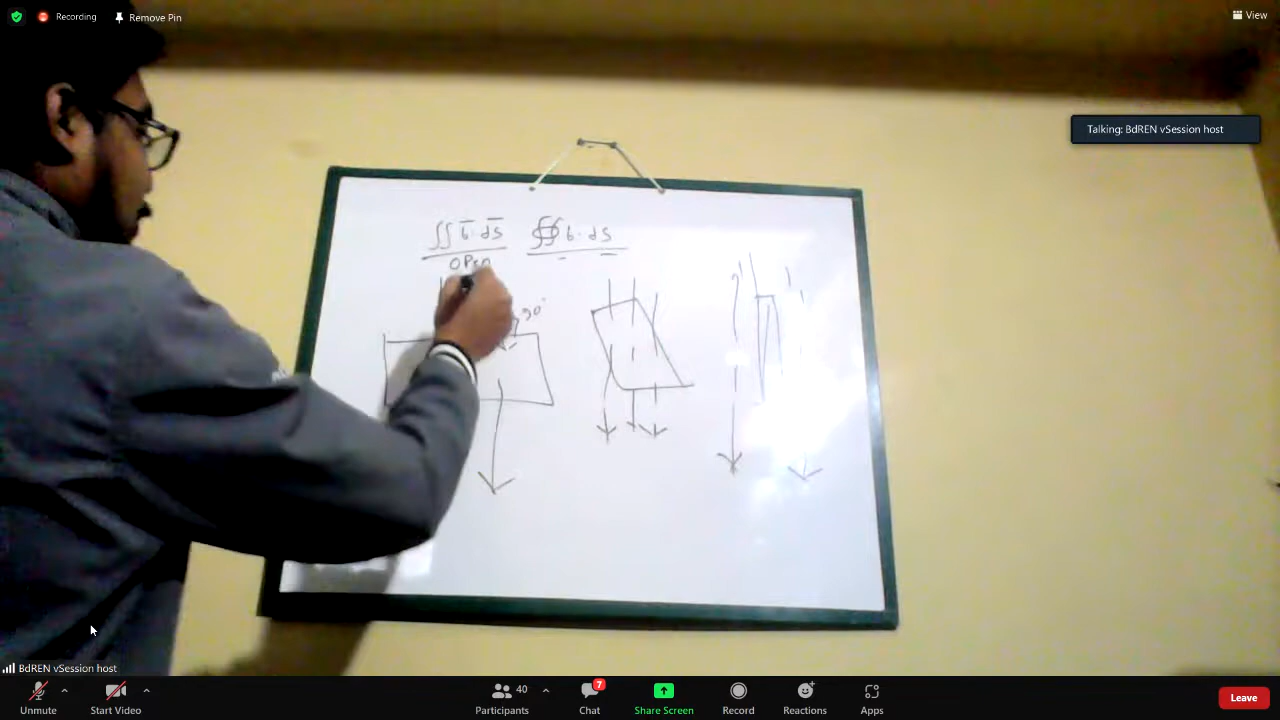 Recording
Remove Pin
View
Talking: BdREN vSession host
∬ b̄·ds̄ ∯ b·ds
OPen
90°
BdREN vSession host
Unmute
Start Video
40
Participants
7
Chat
Share Screen
Record
Reactions
Apps
Leave